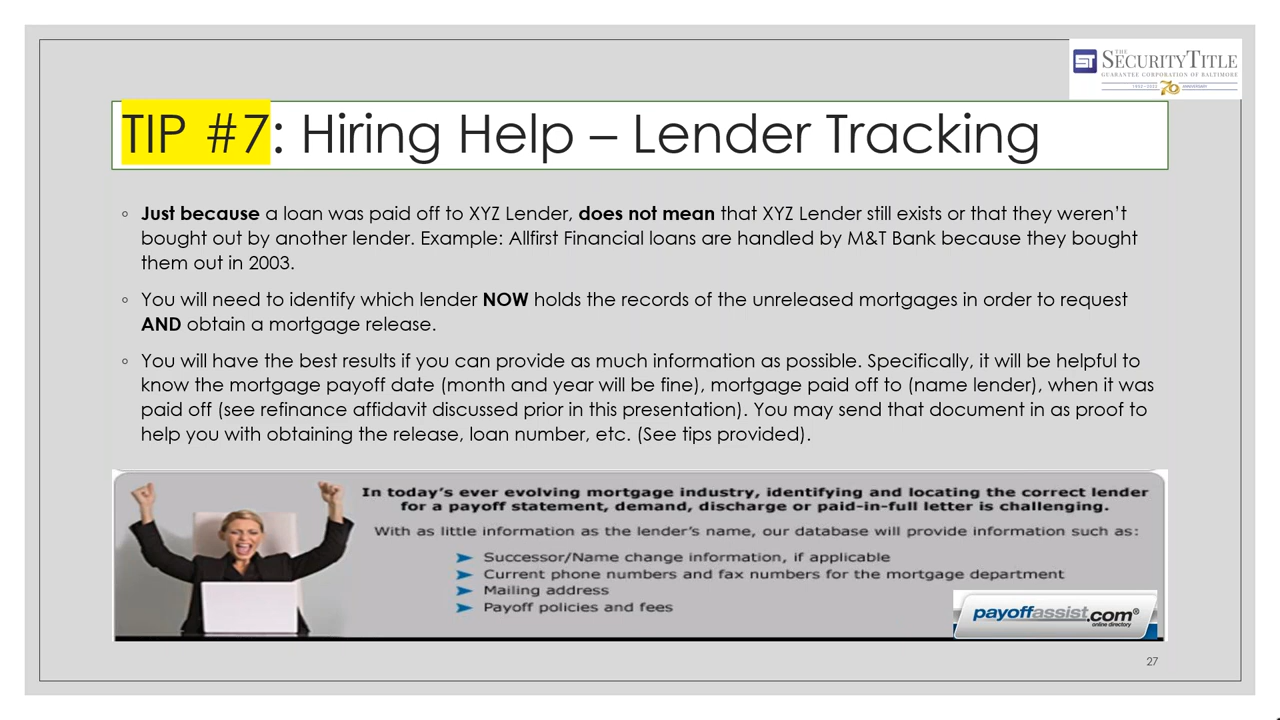 THE
ST SECURITYTITLE
GUARANTEE CORPORATION OF BALTIMORE
1952-2022 70 ANNIVERSARY
TIP #7: Hiring Help – Lender Tracking
◦ Just because a loan was paid off to XYZ Lender, does not mean that XYZ Lender still exists or that they weren’t
bought out by another lender. Example: Allfirst Financial loans are handled by M&T Bank because they bought
them out in 2003.
◦ You will need to identify which lender NOW holds the records of the unreleased mortgages in order to request
AND obtain a mortgage release.
◦ You will have the best results if you can provide as much information as possible. Specifically, it will be helpful to
know the mortgage payoff date (month and year will be fine), mortgage paid off to (name lender), when it was
paid off (see refinance affidavit discussed prior in this presentation). You may send that document in as proof to
help you with obtaining the release, loan number, etc. (See tips provided).
In today’s ever evolving mortgage industry, identifying and locating the correct lender
for a payoff statement, demand, discharge or paid-in-full letter is challenging.
With as little information as the lender’s name, our database will provide information such as:
➤ Successor/Name change information, if applicable
➤ Current phone numbers and fax numbers for the mortgage department
➤ Mailing address
➤ Payoff policies and fees
payoffassist.com®
online directory
27